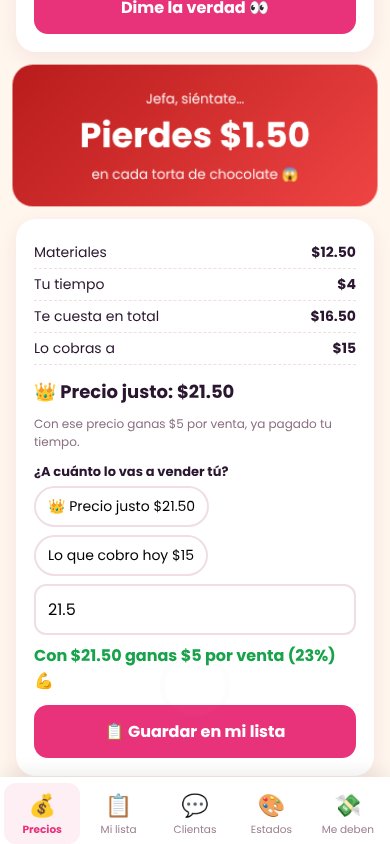 Dime la verdad 👀
Jefa, siéntate...
Pierdes $1.50
en cada torta de chocolate 😱
Materiales $12.50
Tu tiempo $4
Te cuesta en total $16.50
Lo cobras a $15
👑 Precio justo: $21.50
Con ese precio ganas $5 por venta, ya pagado tu
tiempo.
¿A cuánto lo vas a vender tú?
👑 Precio justo $21.50
Lo que cobro hoy $15
21.5
Con $21.50 ganas $5 por venta (23%)
💪
📋 Guardar en mi lista
Precios Mi lista Clientas Estados Me deben